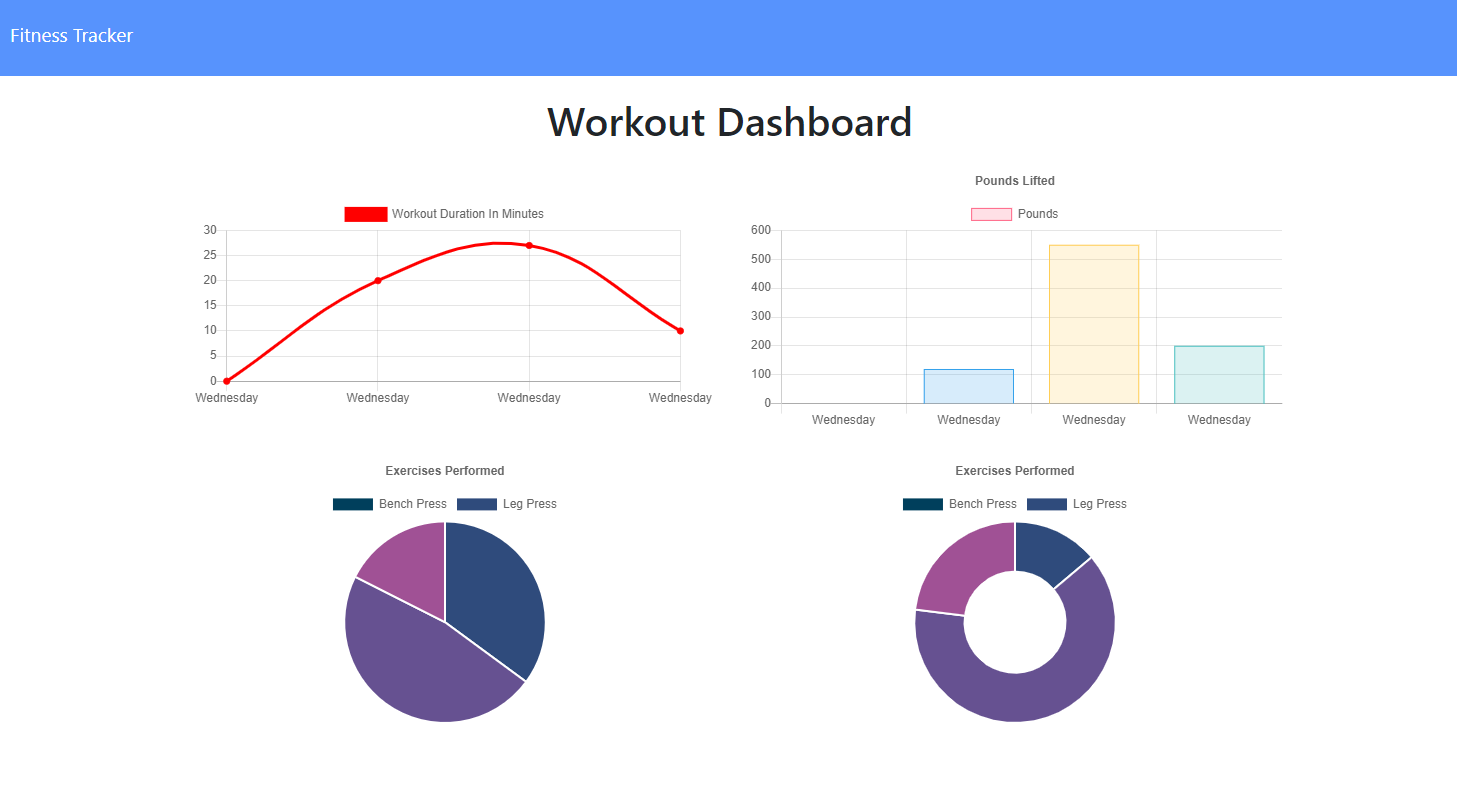 Fitness Tracker
Workout Dashboard
Workout Duration In Minutes
30
25
20
15
10
5
0
Wednesday Wednesday Wednesday Wednesday
Pounds Lifted
Pounds
600
500
400
300
200
100
0
Wednesday Wednesday Wednesday Wednesday
Exercises Performed
Bench Press Leg Press
Exercises Performed
Bench Press Leg Press